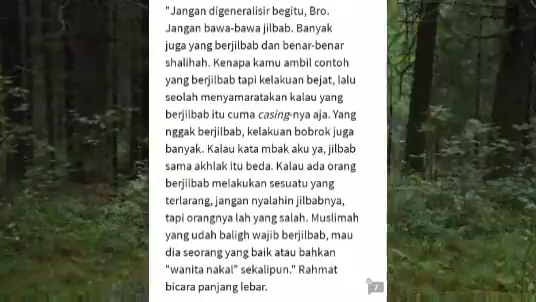 "Jangan digeneralisir begitu, Bro.
Jangan bawa-bawa jilbab. Banyak
juga yang berjilbab dan benar-benar
shalihah. Kenapa kamu ambil contoh
yang berjilbab tapi kelakuan bejat, lalu
seolah menyamaratakan kalau yang
berjilbab itu cuma casing-nya aja. Yang
nggak berjilbab, kelakuan bobrok juga
banyak. Kalau kata mbak aku ya, jilbab
sama akhlak itu beda. Kalau ada orang
berjilbab melakukan sesuatu yang
terlarang, jangan nyalahin jilbabnya,
tapi orangnya lah yang salah. Muslimah
yang udah baligh wajib berjilbab, mau
dia seorang yang baik atau bahkan
"wanita nakal" sekalipun." Rahmat
bicara panjang lebar.
7